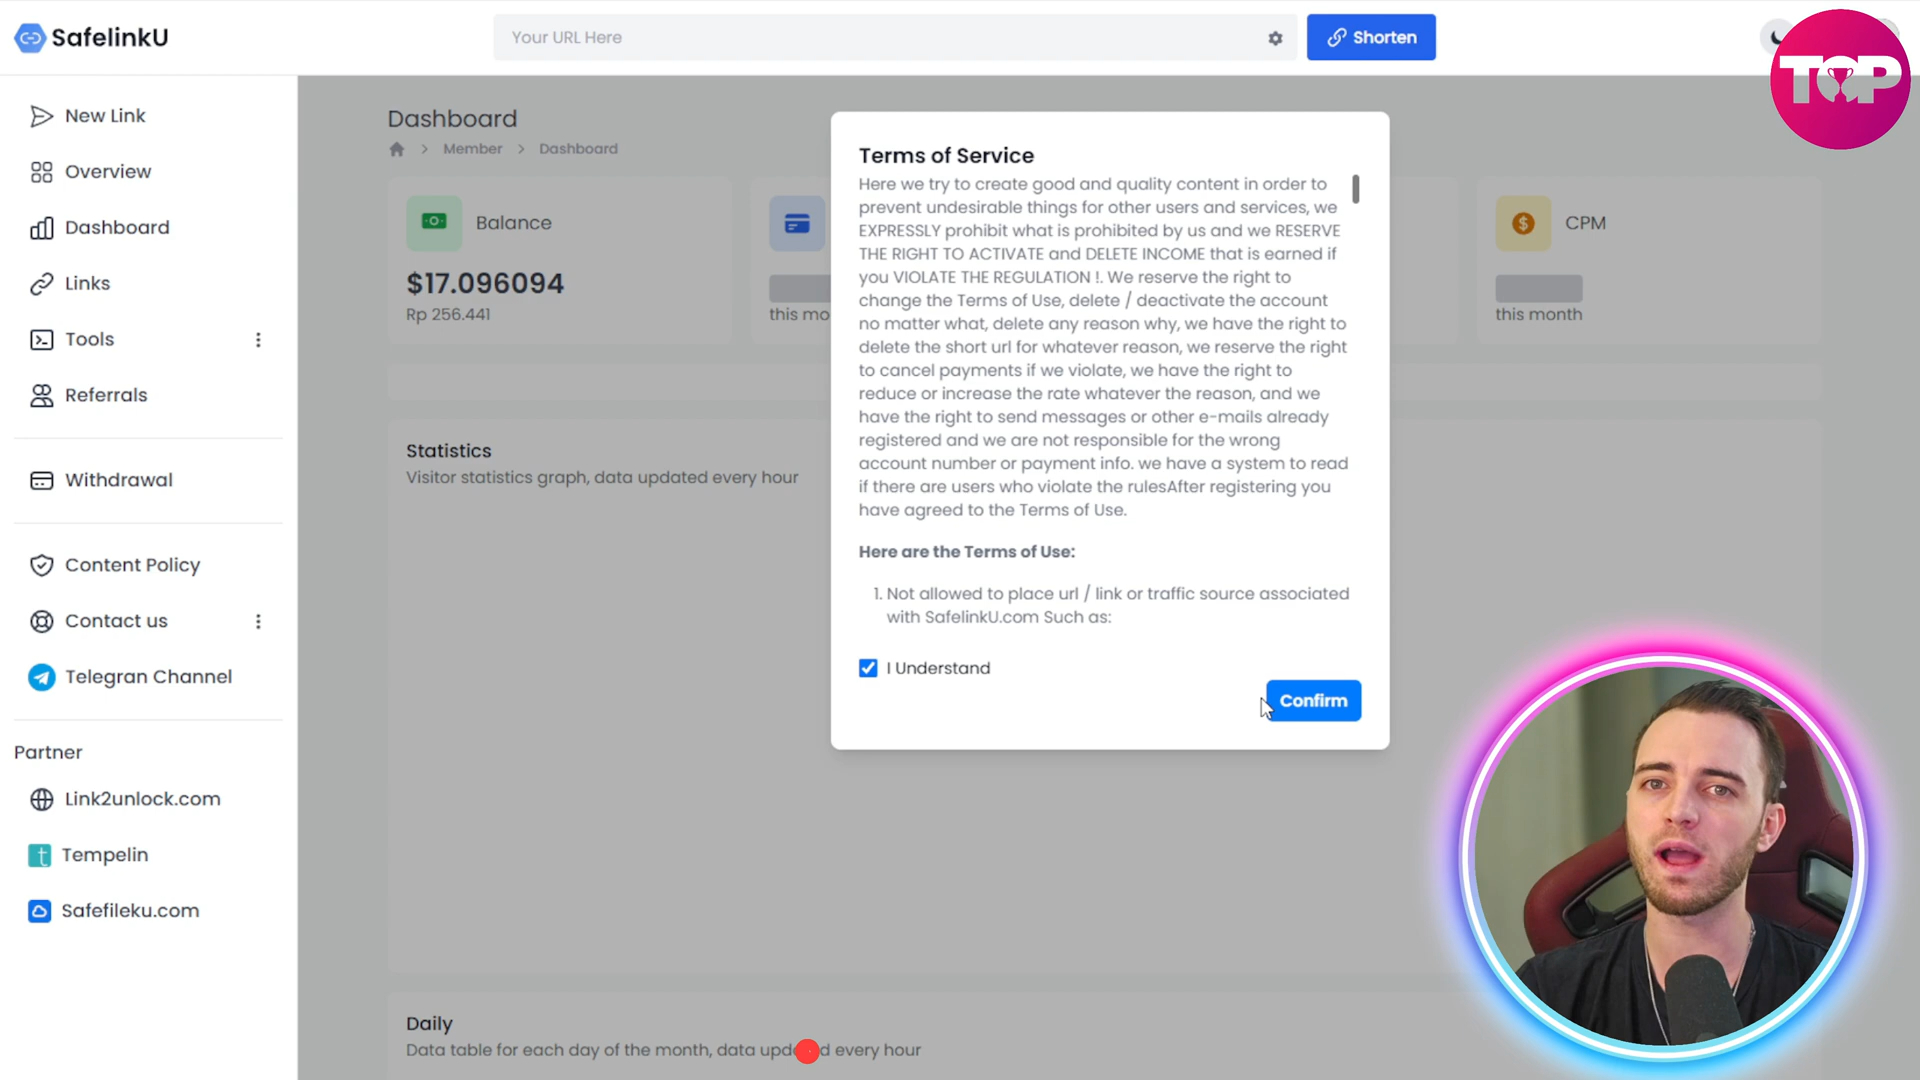 SafelinkU
Your URL Here
Shorten
TOP
New Link
Overview
Dashboard
Links
Tools
Referrals
Withdrawal
Content Policy
Contact us
Telegran Channel
Partner
Link2unlock.com
Tempelin
Safefileku.com
Dashboard
Member
Dashboard
Balance
$17.096094
Rp 256.441
this mo
CPM
this month
Statistics
Visitor statistics graph, data updated every hour
Terms of Service
Here we try to create good and quality content in order to
prevent undesirable things for other users and services, we
EXPRESSLY prohibit what is prohibited by us and we RESERVE
THE RIGHT TO ACTIVATE and DELETE INCOME that is earned if
you VIOLATE THE REGULATION !. We reserve the right to
change the Terms of Use, delete / deactivate the account
no matter what, delete any reason why, we have the right to
delete the short url for whatever reason, we reserve the right
to cancel payments if we violate, we have the right to
reduce or increase the rate whatever the reason, and we
have the right to send messages or other e-mails already
registered and we are not responsible for the wrong
account number or payment info. we have a system to read
if there are users who violate the rulesAfter registering you
have agreed to the Terms of Use.
Here are the Terms of Use:
1. Not allowed to place url / link or traffic source associated
with SafelinkU.com Such as:
I Understand
Confirm
Daily
Data table for each day of the month, data updated every hour